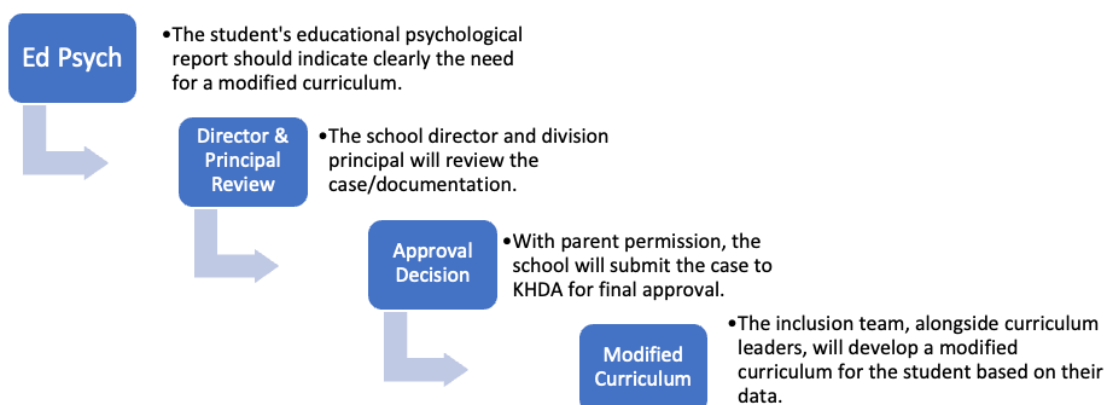 Ed Psych
•The student's educational psychological
report should indicate clearly the need
for a modified curriculum.
Director &
Principal
Review
•The school director and division
principal will review the
case/documentation.
Approval
Decision
•With parent permission, the
school will submit the case to
KHDA for final approval.
Modified
Curriculum
•The inclusion team, alongside curriculum
leaders, will develop a modified
curriculum for the student based on their
data.